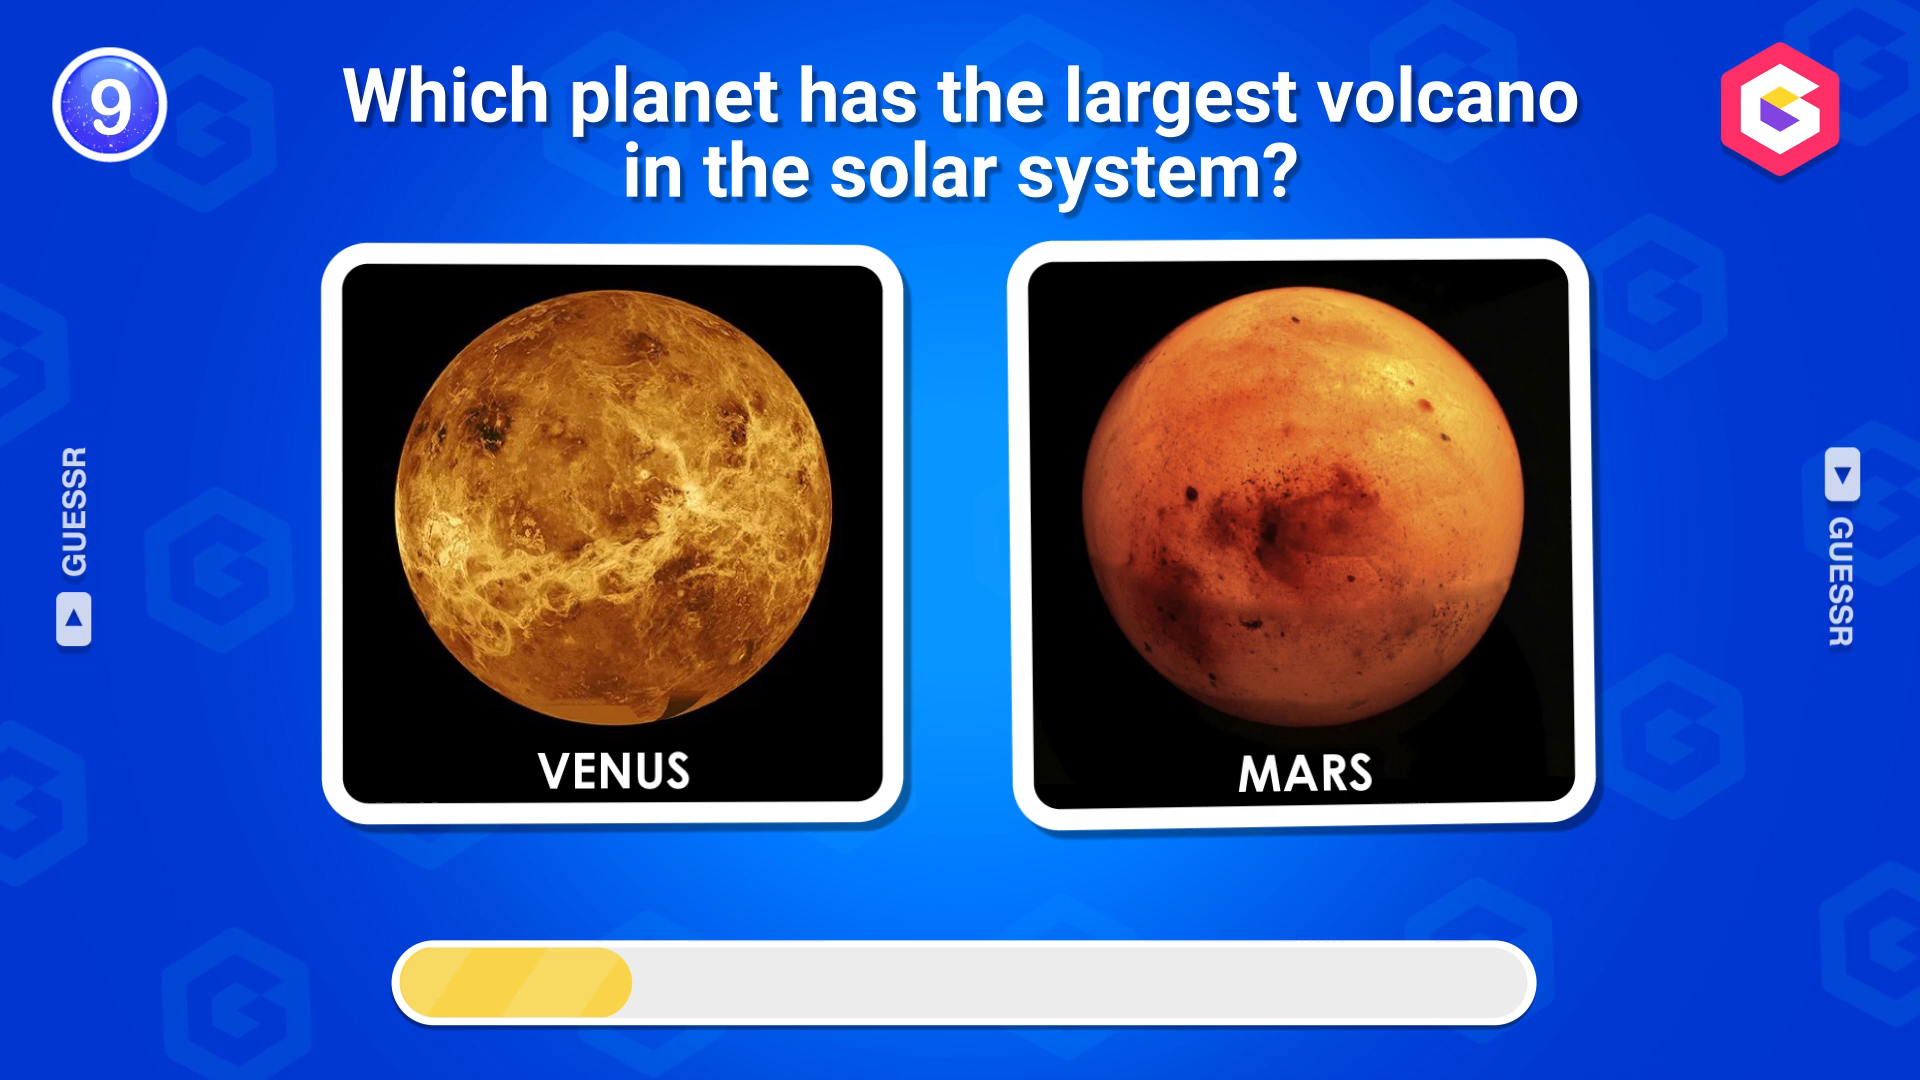 9
Which planet has the largest volcano
in the solar system?
GUESSR
GUESSR
VENUS
MARS